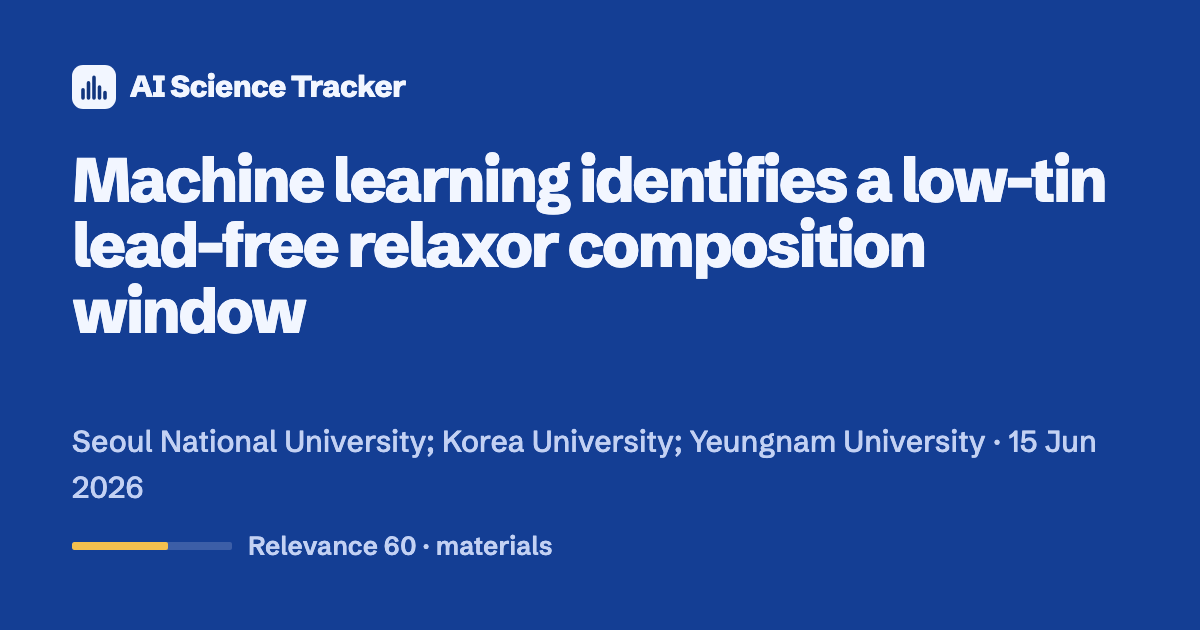 AI Science Tracker
Machine learning identifies a low-tin
lead-free relaxor composition
window
Seoul National University; Korea University; Yeungnam University · 15 Jun
2026
Relevance 60 · materials